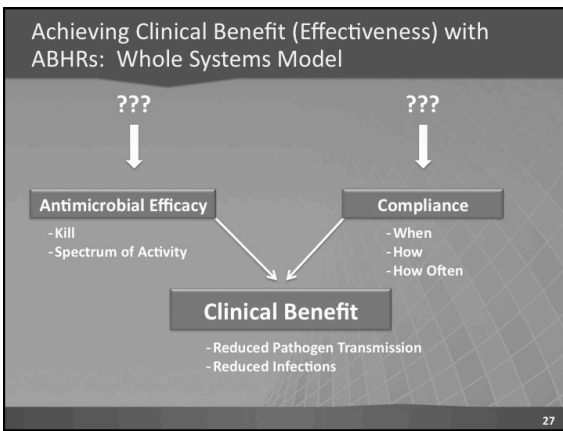 Achieving Clinical Benefit (Effectiveness) with
ABHRs: Whole Systems Model
???
???
Antimicrobial Efficacy
-Kill
-Spectrum of Activity
Compliance
-When
-How
-How Often
Clinical Benefit
-Reduced Pathogen Transmission
-Reduced Infections
27